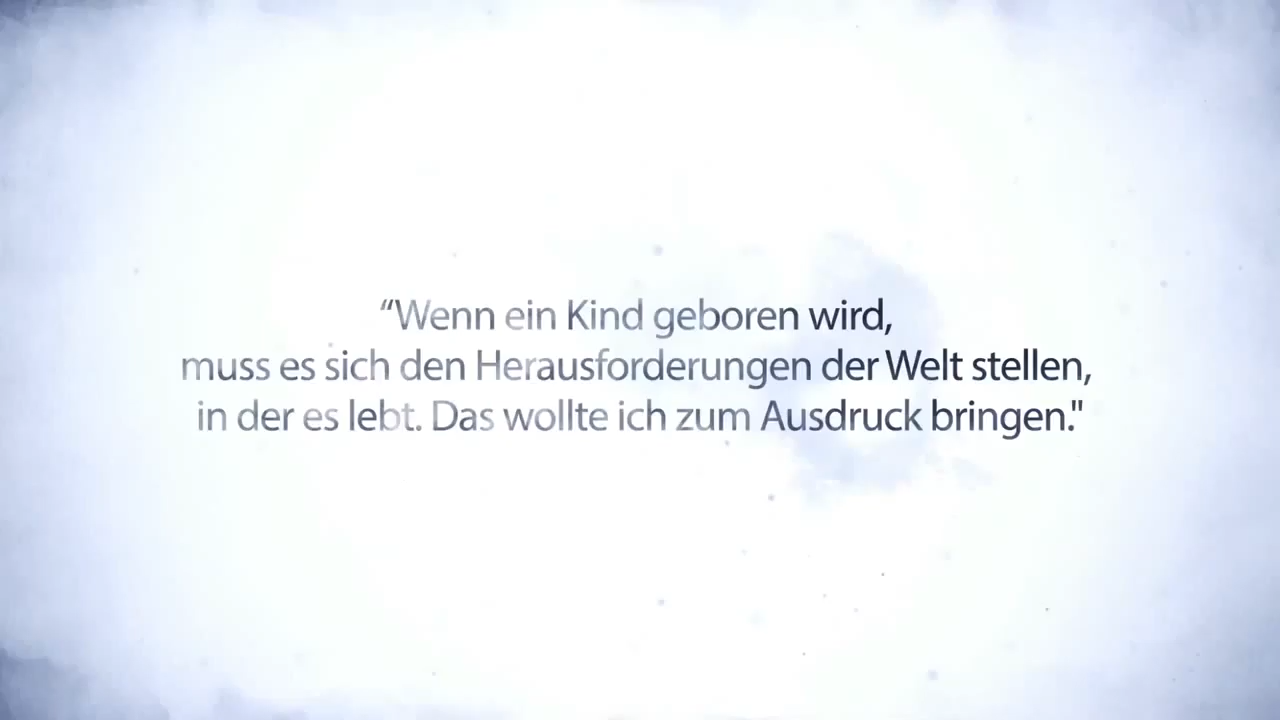 “Wenn ein Kind geboren wird,
muss es sich den Herausforderungen der Welt stellen,
in der es lebt. Das wollte ich zum Ausdruck bringen."